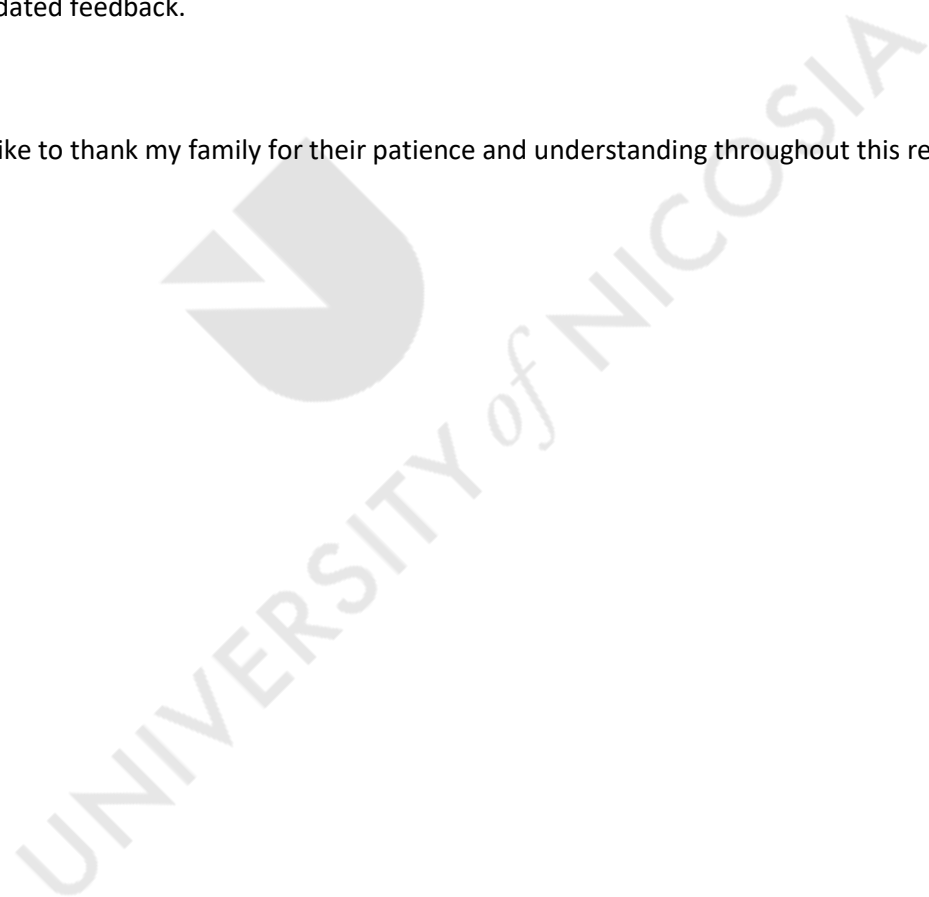 dated feedback.
ike to thank my family for their patience and understanding throughout this re
UNIVERSITY of NICOSIA